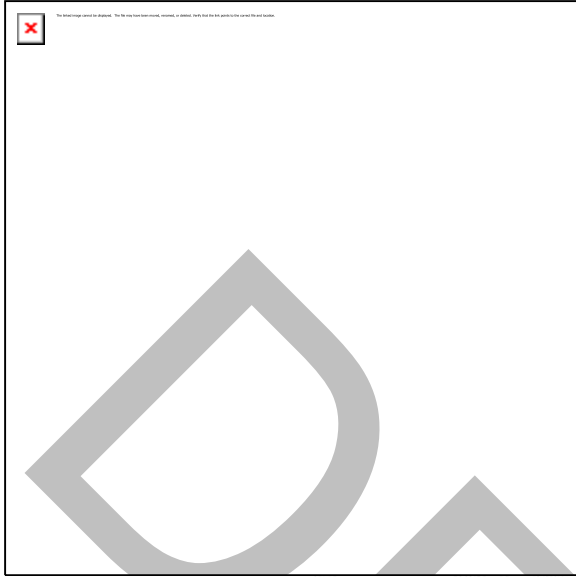 The linked image cannot be displayed. The file may have been moved, renamed, or deleted. Verify that the link points to the correct file and location.
D